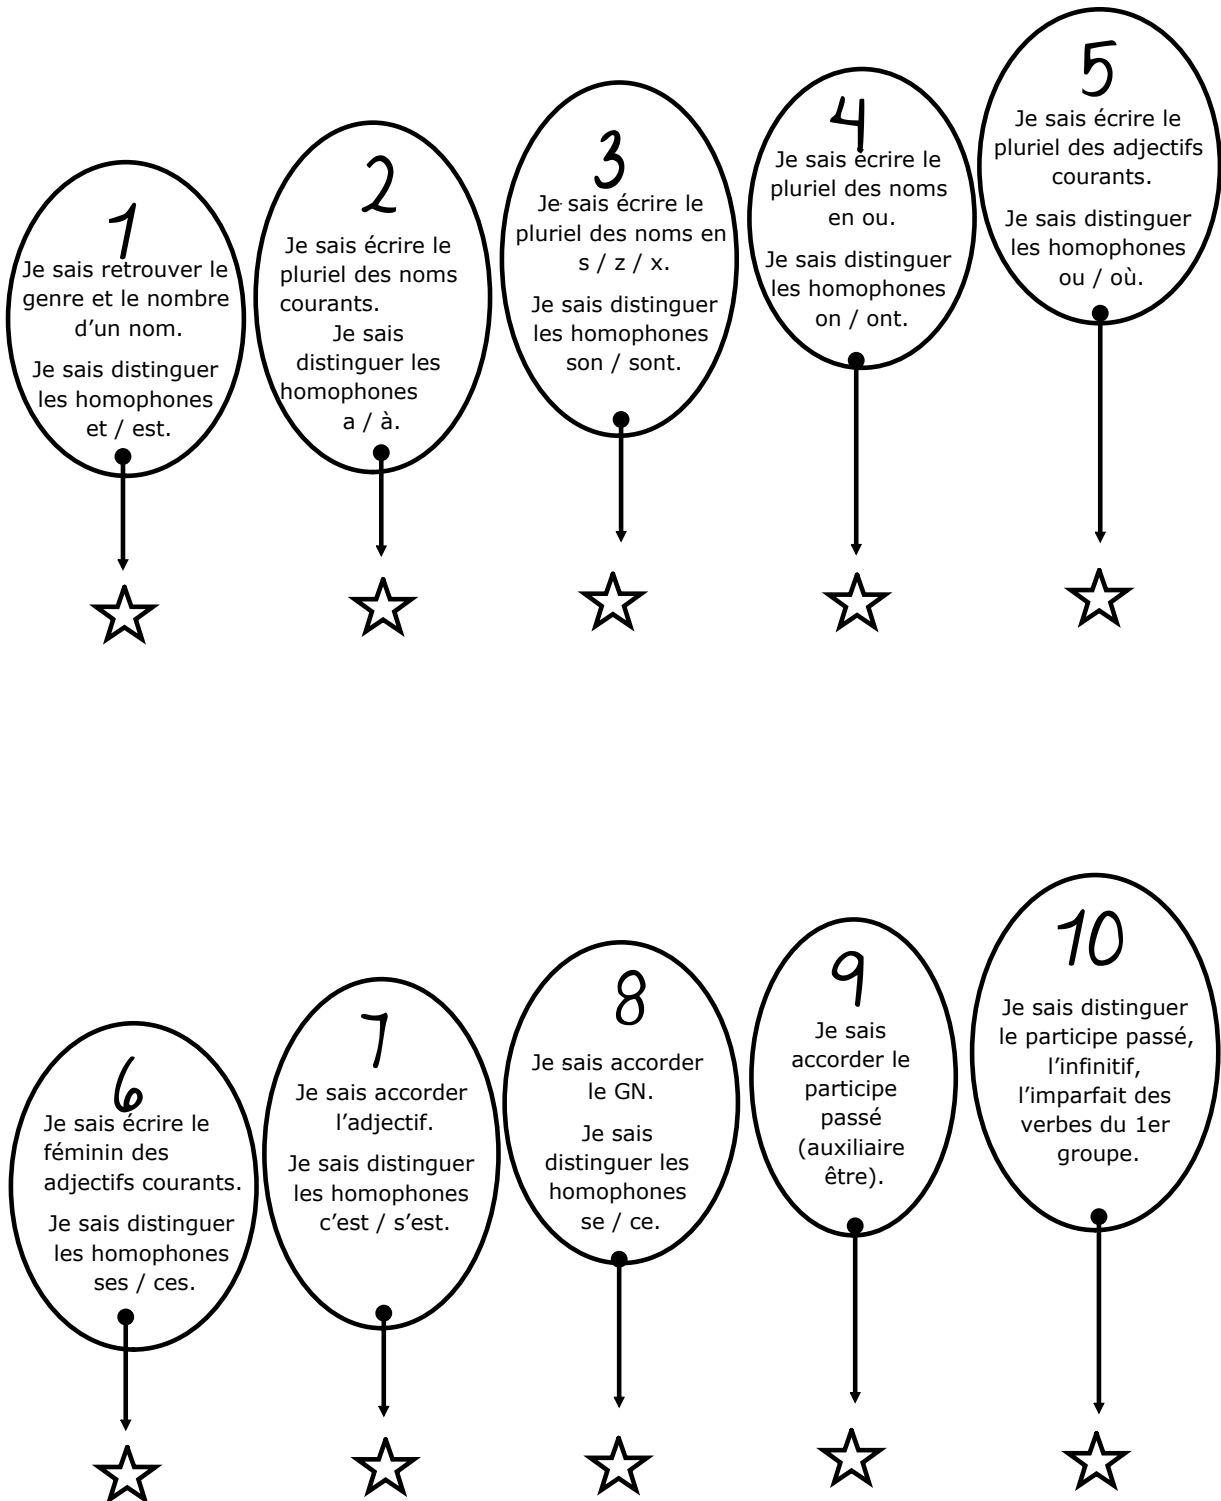 1
Je sais retrouver le
genre et le nombre
d'un nom.
Je sais distinguer
les homophones
et / est.
2
Je sais écrire le
pluriel des noms
courants.
Je sais
distinguer les
homophones
a / à.
3
Je sais écrire le
pluriel des noms en
s / z / x.
Je sais distinguer
les homophones
son / sont.
4
Je sais écrire le
pluriel des noms
en ou.
Je sais distinguer
les homophones
on / ont.
5
Je sais écrire le
pluriel des adjectifs
courants.
Je sais distinguer
les homophones
ou / où.
6
Je sais écrire le
féminin des
adjectifs courants.
Je sais distinguer
les homophones
ses / ces.
7
Je sais accorder
l'adjectif.
Je sais distinguer
les homophones
c'est / s'est.
8
Je sais accorder
le GN.
Je sais
distinguer les
homophones
se / ce.
9
Je sais
accorder le
participe
passé
(auxiliaire
être).
10
Je sais distinguer
le participe passé,
l'infinitif,
l'imparfait des
verbes du 1er
groupe.